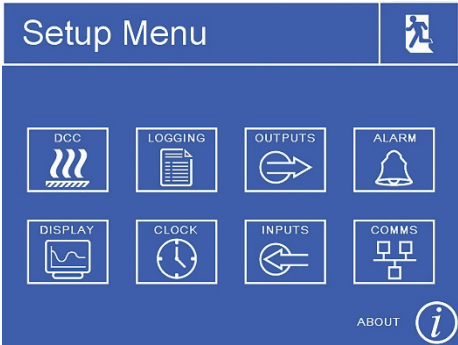 Setup Menu
DCC LOGGING OUTPUTS ALARM
DISPLAY CLOCK INPUTS COMMS
ABOUT i